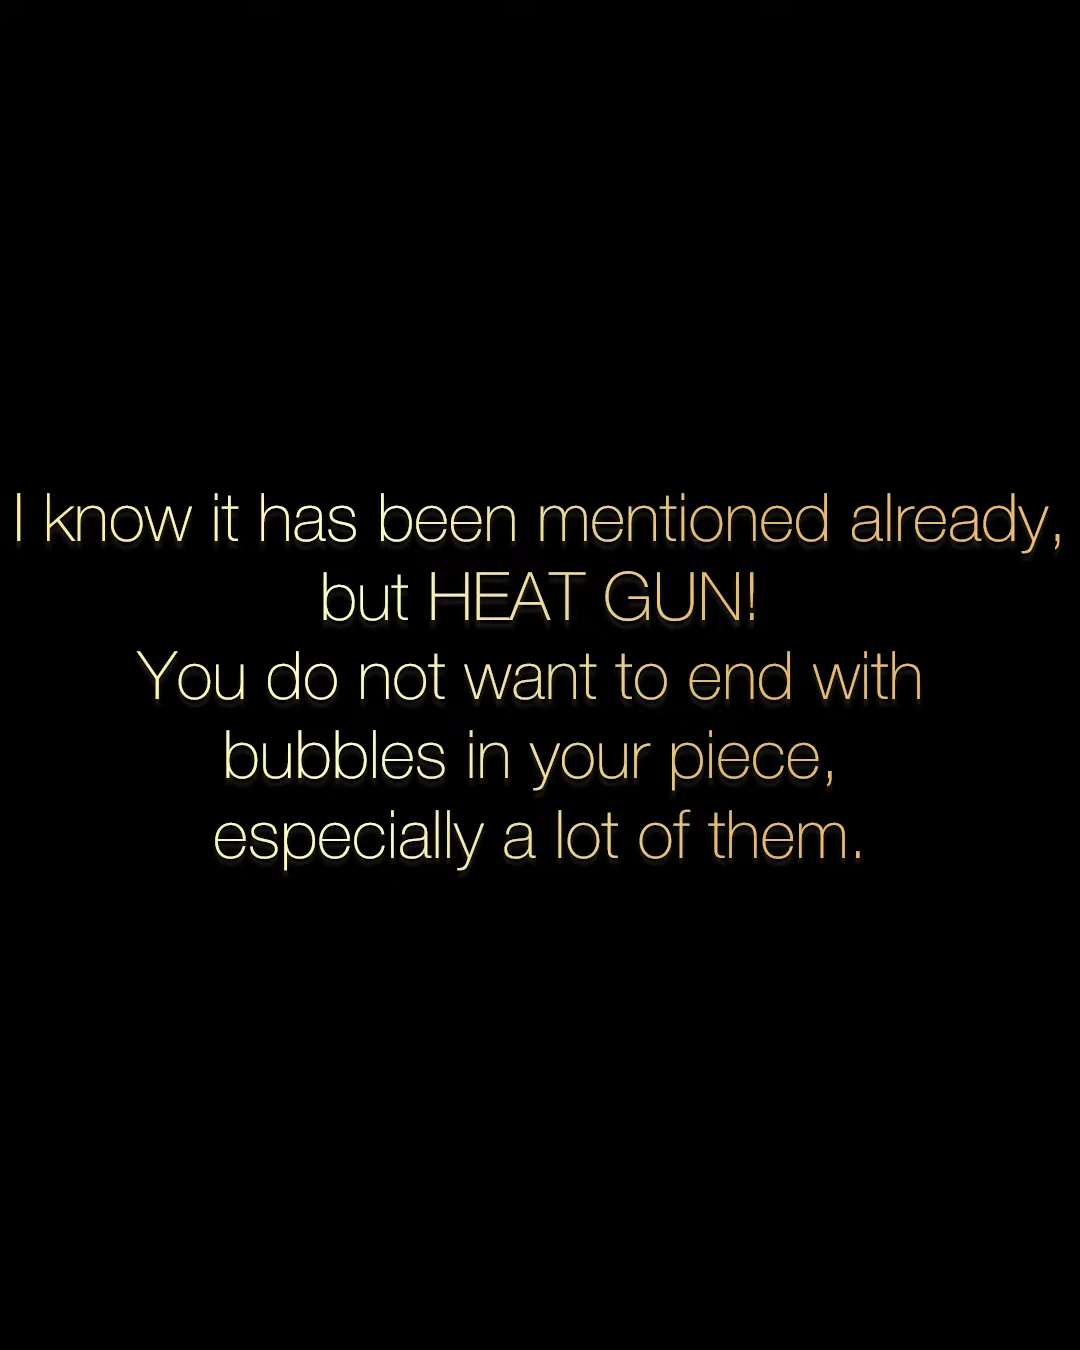 I know it has been mentioned already,
but HEAT GUN!
You do not want to end with
bubbles in your piece,
especially a lot of them.